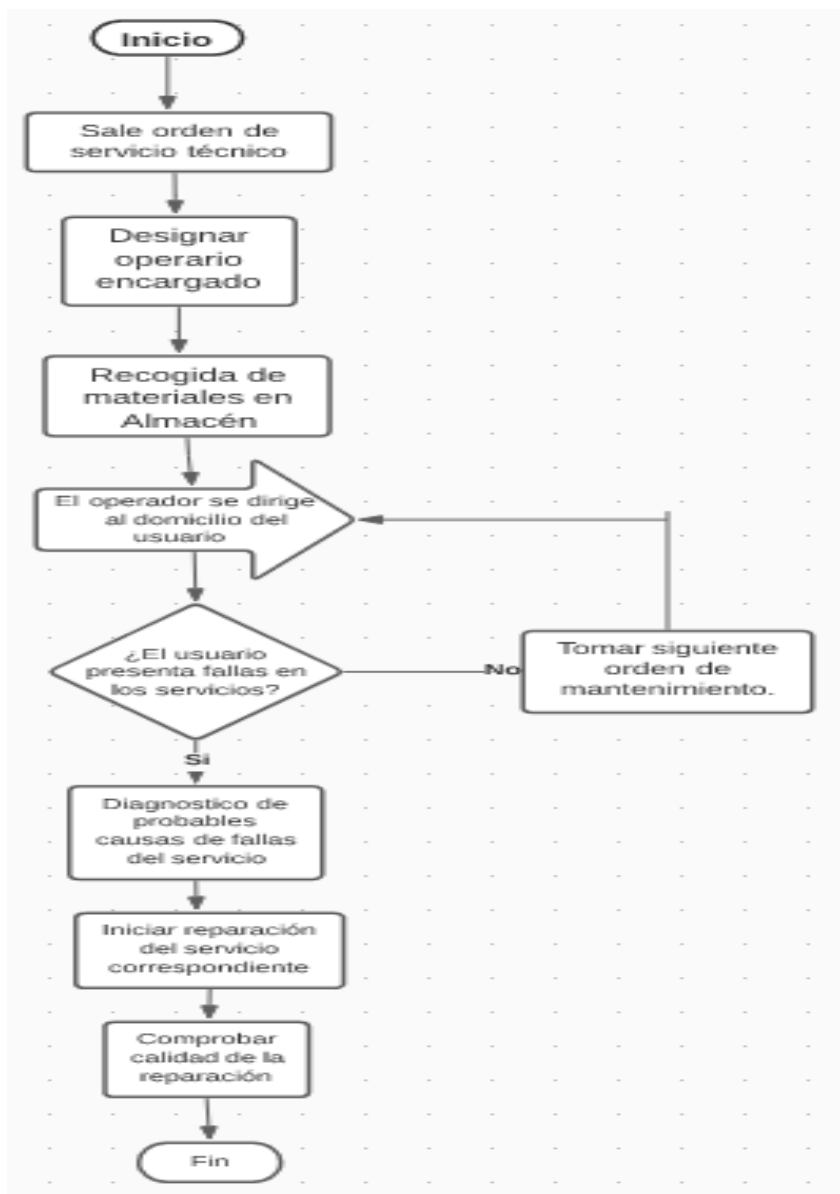 Inicio
Sale orden de
servicio técnico
Designar
operario
encargado
Recogida de
materiales en
Almacén
El operador se dirige
al domicilio del
usuario
¿El usuario
presenta fallas en
los servicios?
No
Tomar siguiente
orden de
mantenimiento.
Si
Diagnostico de
probables
causas de fallas
del servicio
Iniciar reparación
del servicio
correspondiente
Comprobar
calidad de la
reparación
Fin